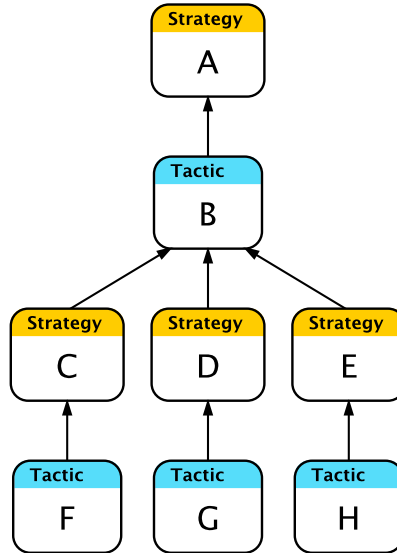 Strategy
A
Tactic
B
Strategy Strategy Strategy
C D E
Tactic Tactic Tactic
F G H